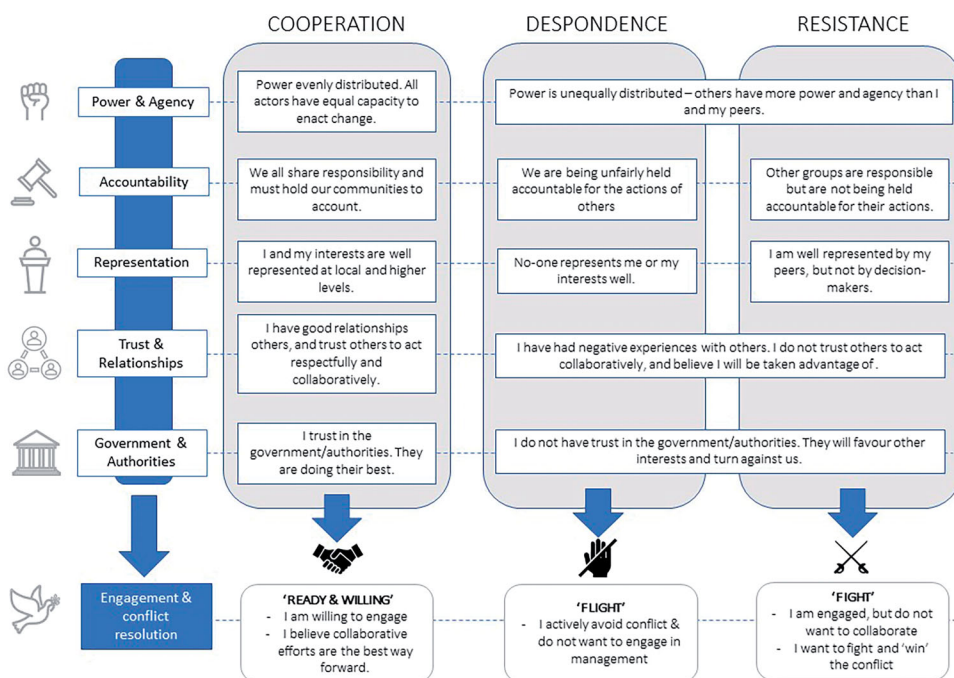 COOPERATION
DESPONDENCE
RESISTANCE
Power & Agency
Power evenly distributed. All
actors have equal capacity to
enact change.
Power is unequally distributed – others have more power and agency than I
and my peers.
Accountability
We all share responsibility and
must hold our communities to
account.
We are being unfairly held
accountable for the actions of
others
Other groups are responsible
but are not being held
accountable for their actions.
Representation
I and my interests are well
represented at local and higher
levels.
No-one represents me or my
interests well.
I am well represented by my
peers, but not by decision-
makers.
Trust &
Relationships
I have good relationships
others, and trust others to act
respectfully and
collaboratively.
I have had negative experiences with others. I do not trust others to act
collaboratively, and believe I will be taken advantage of .
Government &
Authorities
I trust in the
government/authorities. They
are doing their best.
I do not have trust in the government/authorities. They will favour other
interests and turn against us.
Engagement &
conflict
resolution
'READY & WILLING'
- I am willing to engage
- I believe collaborative
efforts are the best way
forward.
'FLIGHT'
- I actively avoid conflict &
do not want to engage in
management
'FIGHT'
- I am engaged, but do not
want to collaborate
- I want to fight and 'win'
the conflict